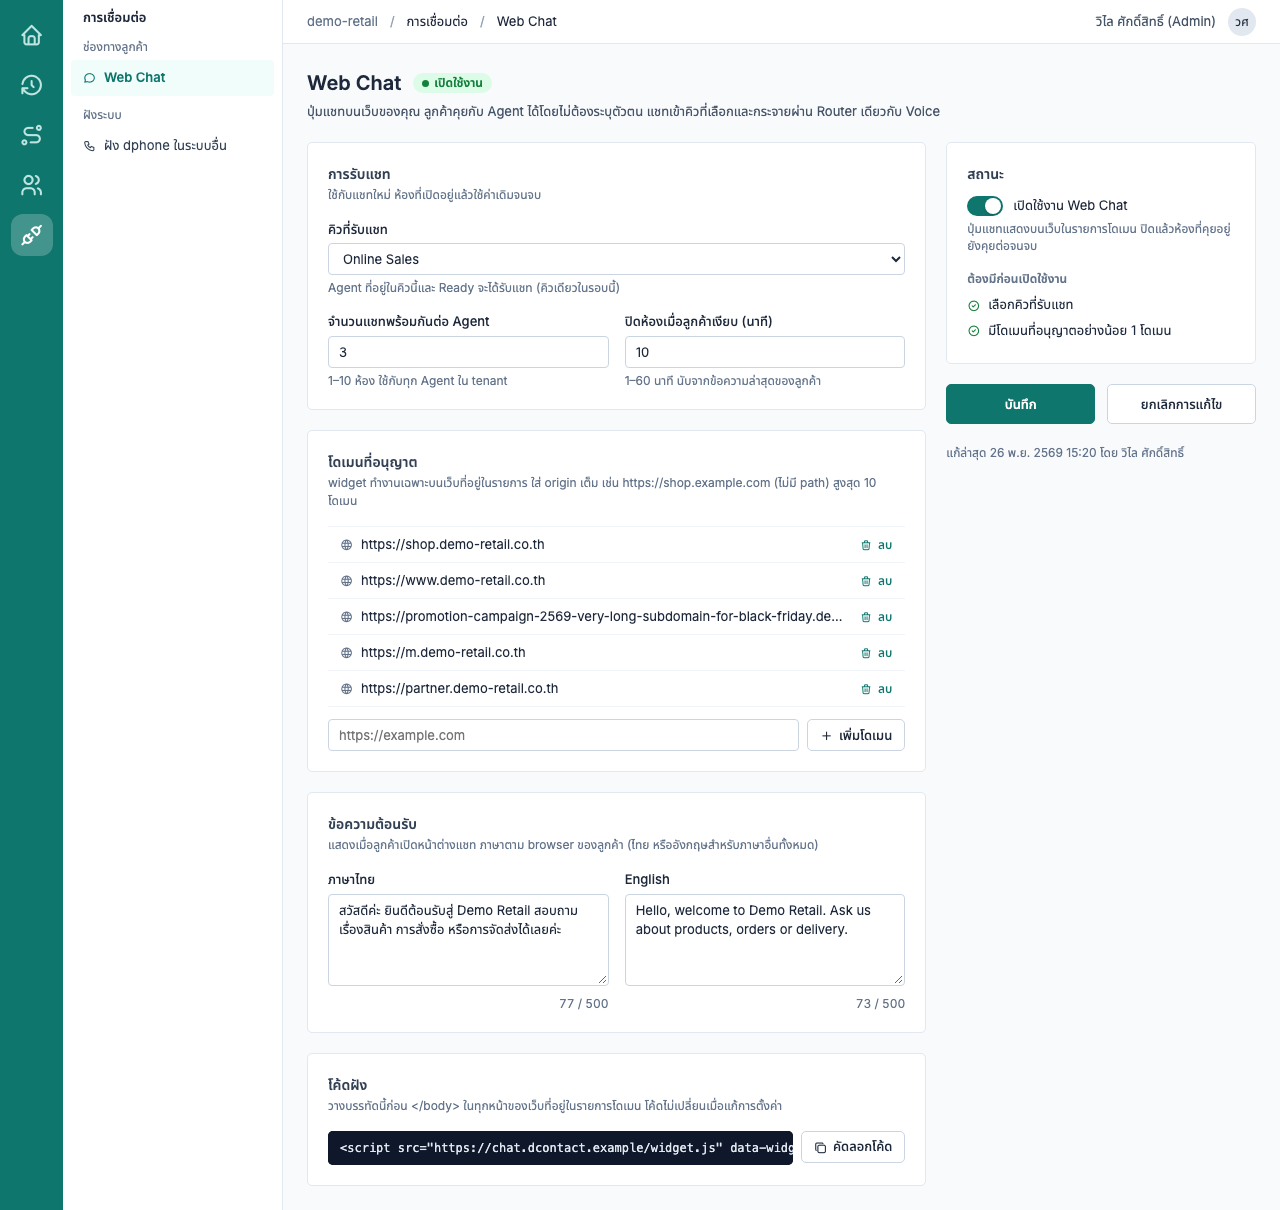 การเชื่อมต่อ
ช่องทางลูกค้า
Web Chat
ฝังระบบ
ฝัง dphone ในระบบอื่น
demo-retail / การเชื่อมต่อ / Web Chat
วิไล ศักดิ์สิทธิ์ (Admin) วศ
Web Chat เปิดใช้งาน
ปุ่มแชทบนเว็บของคุณ ลูกค้าคุยกับ Agent ได้โดยไม่ต้องระบุตัวตน แชทเข้าคิวที่เลือกและกระจายผ่าน Router เดียวกับ Voice
การรับแชท
ใช้กับแชทใหม่ ห้องที่เปิดอยู่แล้วใช้ค่าเดิมจนจบ
คิวที่รับแชท
Online Sales
Agent ที่อยู่ในคิวนี้และ Ready จะได้รับแชท (คิวเดียวในรอบนี้)
จำนวนแชทพร้อมกันต่อ Agent
3
1–10 ห้อง ใช้กับทุก Agent ใน tenant
ปิดห้องเมื่อลูกค้าเงียบ (นาที)
10
1–60 นาที นับจากข้อความล่าสุดของลูกค้า
โดเมนที่อนุญาต
widget ทำงานเฉพาะบนเว็บที่อยู่ในรายการ ใส่ origin เต็ม เช่น https://shop.example.com (ไม่มี path) สูงสุด 10
โดเมน
https://shop.demo-retail.co.th ลบ
https://www.demo-retail.co.th ลบ
https://promotion-campaign-2569-very-long-subdomain-for-black-friday.de... ลบ
https://m.demo-retail.co.th ลบ
https://partner.demo-retail.co.th ลบ
https://example.com
เพิ่มโดเมน
ข้อความต้อนรับ
แสดงเมื่อลูกค้าเปิดหน้าต่างแชท ภาษาตาม browser ของลูกค้า (ไทย หรืออังกฤษสำหรับภาษาอื่นทั้งหมด)
ภาษาไทย
สวัสดีค่ะ ยินดีต้อนรับสู่ Demo Retail สอบถาม
เรื่องสินค้า การสั่งซื้อ หรือการจัดส่งได้เลยค่ะ
77 / 500
English
Hello, welcome to Demo Retail. Ask us
about products, orders or delivery.
73 / 500
โค้ดฝัง
วางบรรทัดนี้ก่อน </body> ในทุกหน้าของเว็บที่อยู่ในรายการโดเมน โค้ดไม่เปลี่ยนเมื่อแก้การตั้งค่า
<script src="https://chat.dcontact.example/widget.js" data-widg
คัดลอกโค้ด
สถานะ
เปิดใช้งาน Web Chat
ปุ่มแชทแสดงบนเว็บในรายการโดเมน ปิดแล้วห้องที่คุยอยู่
ยังคุยต่อจนจบ
ต้องมีก่อนเปิดใช้งาน
เลือกคิวที่รับแชท
มีโดเมนที่อนุญาตอย่างน้อย 1 โดเมน
บันทึก
ยกเลิกการแก้ไข
แก้ล่าสุด 26 พ.ย. 2569 15:20 โดย วิไล ศักดิ์สิทธิ์